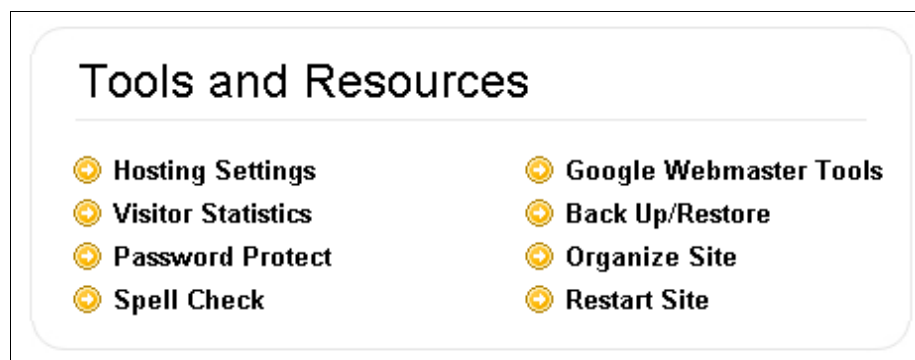 Tools and Resources
Hosting Settings
Visitor Statistics
Password Protect
Spell Check
Google Webmaster Tools
Back Up/Restore
Organize Site
Restart Site